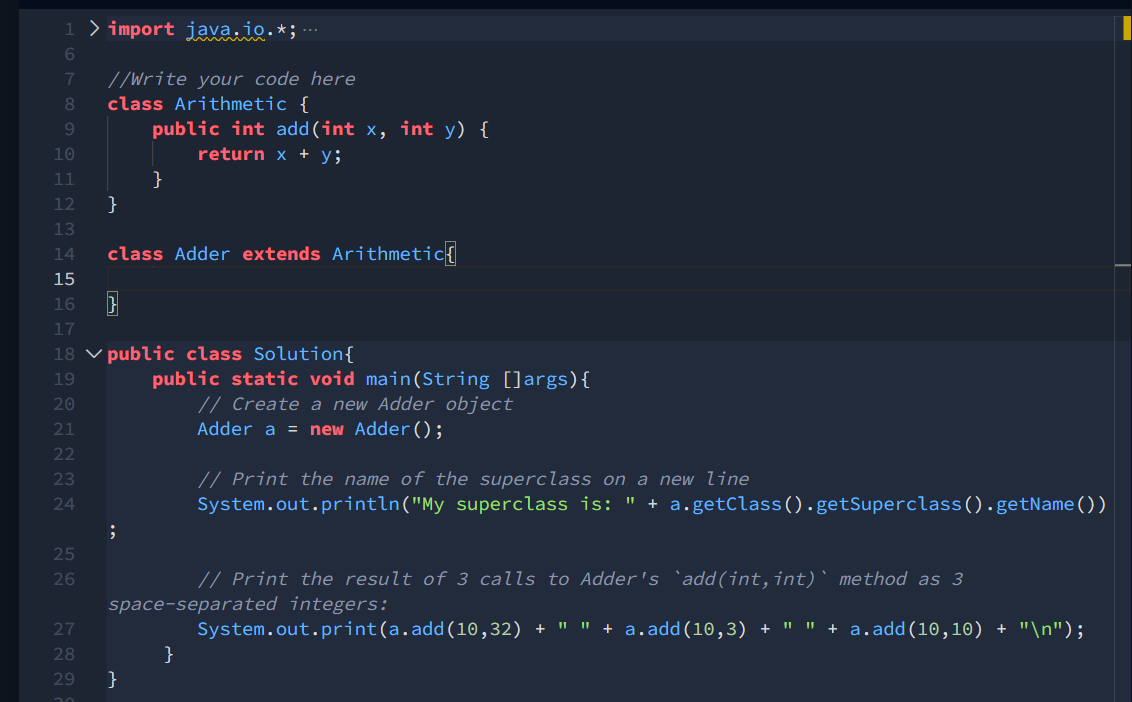 1 import java.io.*;···
6
7 //Write your code here
8 class Arithmetic {
9     public int add(int x, int y) {
10         return x + y;
11     }
12 }
13
14 class Adder extends Arithmetic{
15
16 }
17
18 public class Solution{
19     public static void main(String []args){
20         // Create a new Adder object
21         Adder a = new Adder();
22
23         // Print the name of the superclass on a new line
24         System.out.println("My superclass is: " + a.getClass().getSuperclass().getName())
;
25
26         // Print the result of 3 calls to Adder's `add(int,int)` method as 3
space-separated integers:
27         System.out.print(a.add(10,32) + " " + a.add(10,3) + " " + a.add(10,10) + "\n");
28      }
29 }